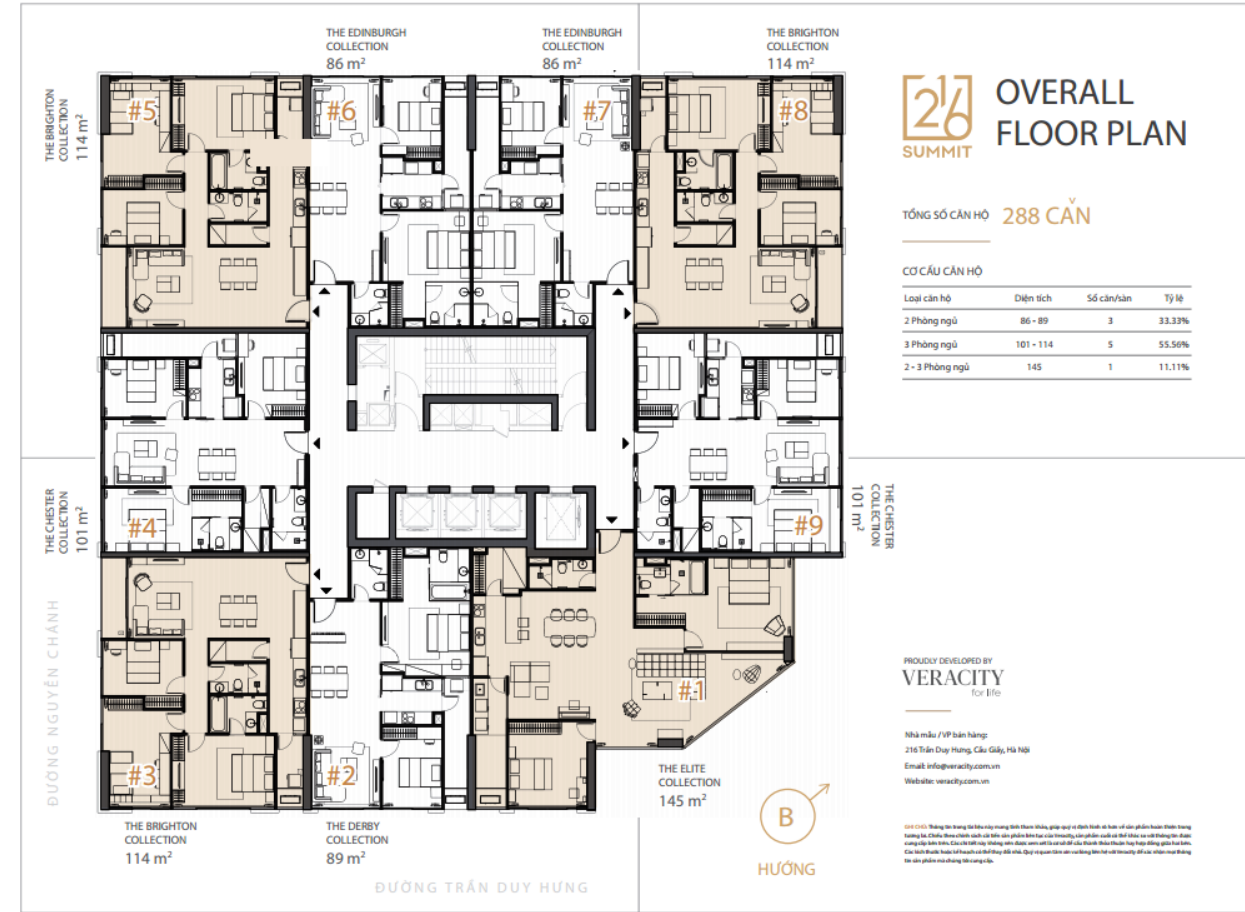 THE EDINBURGH
COLLECTION
86 m²
THE EDINBURGH
COLLECTION
86 m²
THE BRIGHTON
COLLECTION
114 m²
THE BRIGHTON
COLLECTION
114 m²
#5
#6
#7
#8
216
SUMMIT
OVERALL
FLOOR PLAN
TỔNG SỐ CĂN HỘ 288 CĂN
CƠ CẤU CĂN HỘ
Loại căn hộ Diện tích Số căn/sàn Tỷ lệ
2 Phòng ngủ 86 - 89 3 33.33%
3 Phòng ngủ 101 - 114 5 55.56%
2 - 3 Phòng ngủ 145 1 11.11%
THE CHESTER
COLLECTION
101 m²
#4
#9
THE CHESTER
COLLECTION
101 m²
ĐƯỜNG NGUYỄN CHÁNH
#3
#2
#1
THE BRIGHTON
COLLECTION
114 m²
THE DERBY
COLLECTION
89 m²
THE ELITE
COLLECTION
145 m²
B
HƯỚNG
ĐƯỜNG TRẦN DUY HƯNG
PROUDLY DEVELOPED BY
VERACITY
for life
Nhà mẫu / VP bán hàng:
216 Trần Duy Hưng, Cầu Giấy, Hà Nội
Email: info@veracity.com.vn
Website: veracity.com.vn